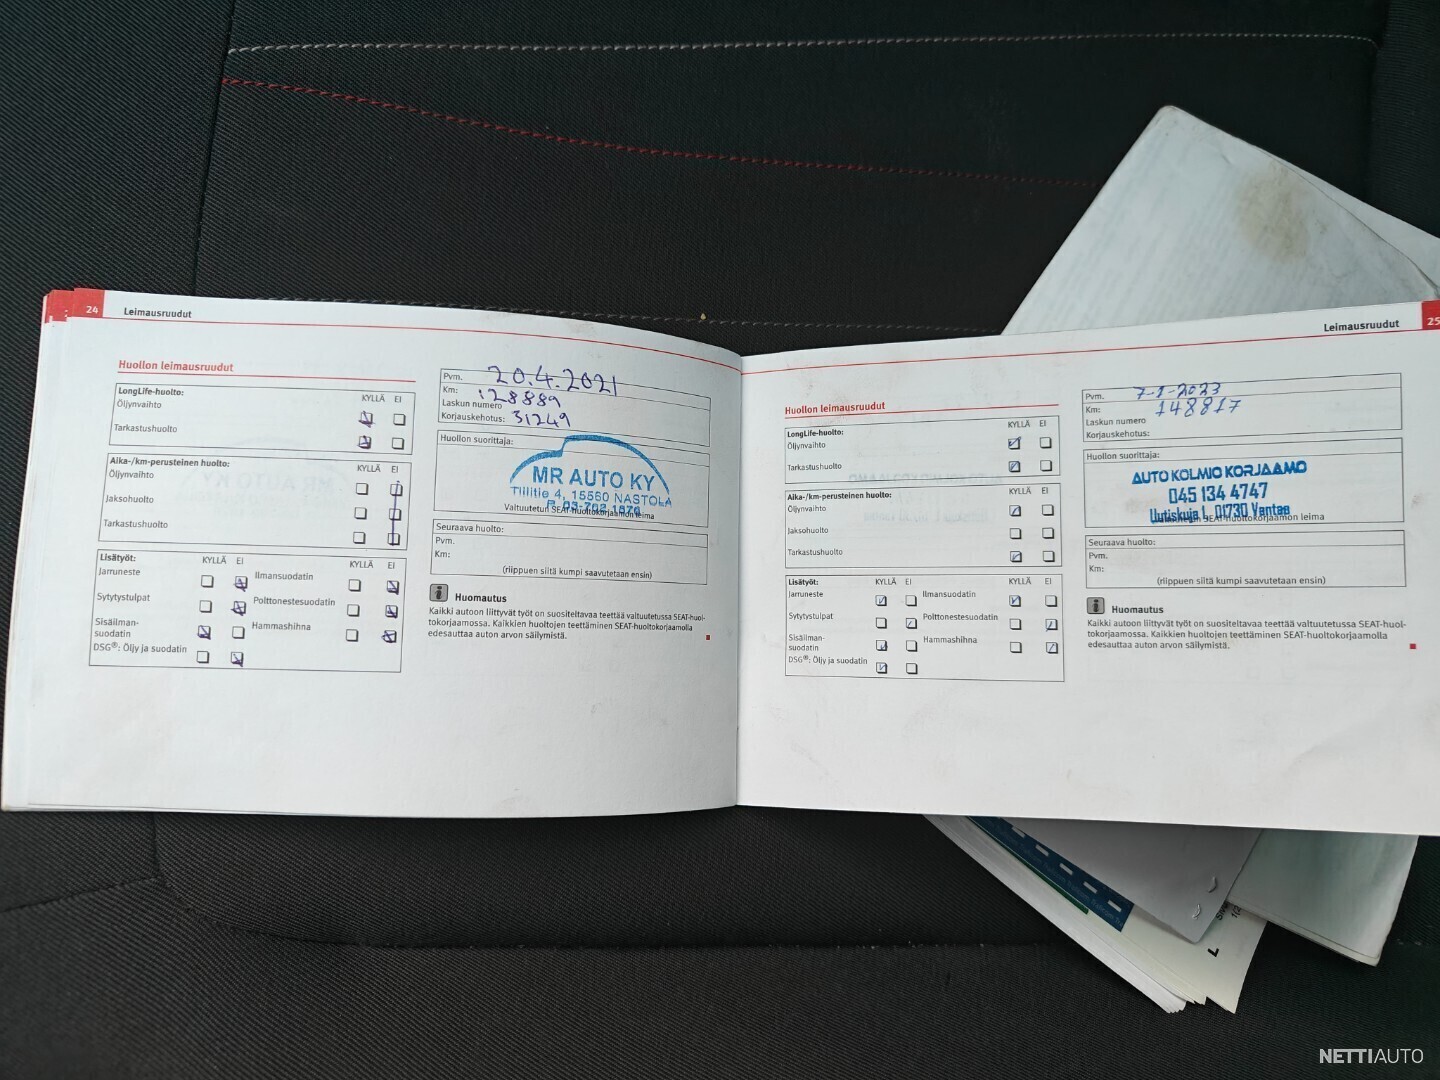 24
Leimausruudut
Huollon leimausruudut
LongLife-huolto:
KYLLÄ EI
Öljynvaihto
Tarkastushuolto
Aika-/km-perusteinen huolto:
KYLLÄ EI
Öljynvaihto
Jaksohuolto
Tarkastushuolto
Lisätyöt:
KYLLÄ EI
KYLLÄ EI
Jarruneste
Ilmansuodatin
Sytytystulpat
Polttonestesuodatin
Sisäilman-
suodatin
Hammashihna
DSG®: Öljy ja suodatin
Pvm. 20.4.2021
Km: 128889
Laskun numero
Korjauskehotus: 31249
Huollon suorittaja:
MR AUTO KY
Tillitie 4, 15560 NASTOLA
P. 03-762 1876
Valtuutetun SEAT-huoltokorjaamon leima
Seuraava huolto:
Pvm.
Km:
(riippuen siitä kumpi saavutetaan ensin)
Huomautus
Kaikki autoon liittyvät työt on suositeltavaa teettää valtuutetussa SEAT-huol-
tokorjaamossa. Kaikkien huoltojen teettäminen SEAT-huoltokorjaamolla
edesauttaa auton arvon säilymistä.
Leimausruudut
25
Huollon leimausruudut
LongLife-huolto:
KYLLÄ EI
Öljynvaihto
Tarkastushuolto
Aika-/km-perusteinen huolto:
KYLLÄ EI
Öljynvaihto
Jaksohuolto
Tarkastushuolto
Lisätyöt:
KYLLÄ EI
KYLLÄ EI
Jarruneste
Ilmansuodatin
Sytytystulpat
Polttonestesuodatin
Sisäilman-
suodatin
Hammashihna
DSG®: Öljy ja suodatin
Pvm.
Km: 148817
Laskun numero
Korjauskehotus:
Huollon suorittaja:
AUTO KOLMIO KORJAAMO
045 134 4747
Uutiskuja 1, 01730 Vantaa
SEAT-huoltokorjaamon leima
Seuraava huolto:
Pvm.
Km:
(riippuen siitä kumpi saavutetaan ensin)
Huomautus
Kaikki autoon liittyvät työt on suositeltavaa teettää valtuutetussa SEAT-huol-
tokorjaamossa. Kaikkien huoltojen teettäminen SEAT-huoltokorjaamolla
edesauttaa auton arvon säilymistä.
NETTIAUTO